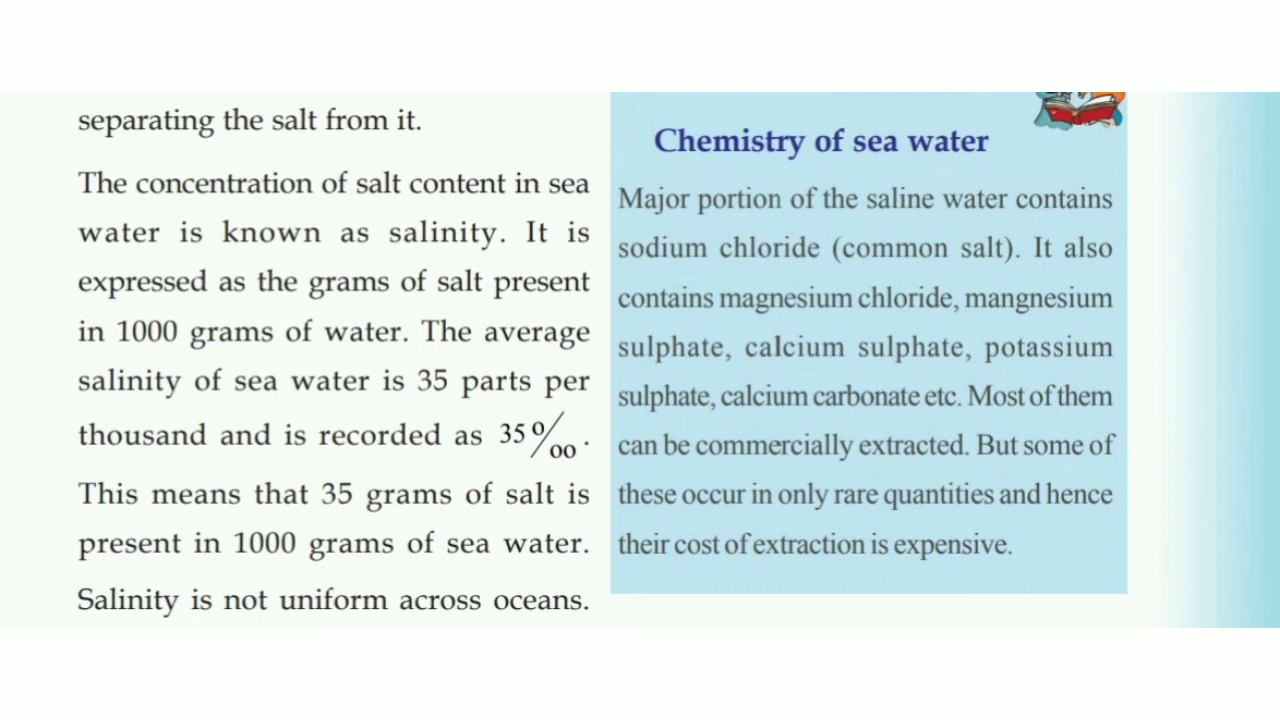 separating the salt from it.
The concentration of salt content in sea
water is known as salinity. It is
expressed as the grams of salt present
in 1000 grams of water. The average
salinity of sea water is 35 parts per
thousand and is recorded as 35 o/oo .
This means that 35 grams of salt is
present in 1000 grams of sea water.
Salinity is not uniform across oceans.
Chemistry of sea water
Major portion of the saline water contains
sodium chloride (common salt). It also
contains magnesium chloride, mangnesium
sulphate, calcium sulphate, potassium
sulphate, calcium carbonate etc. Most of them
can be commercially extracted. But some of
these occur in only rare quantities and hence
their cost of extraction is expensive.